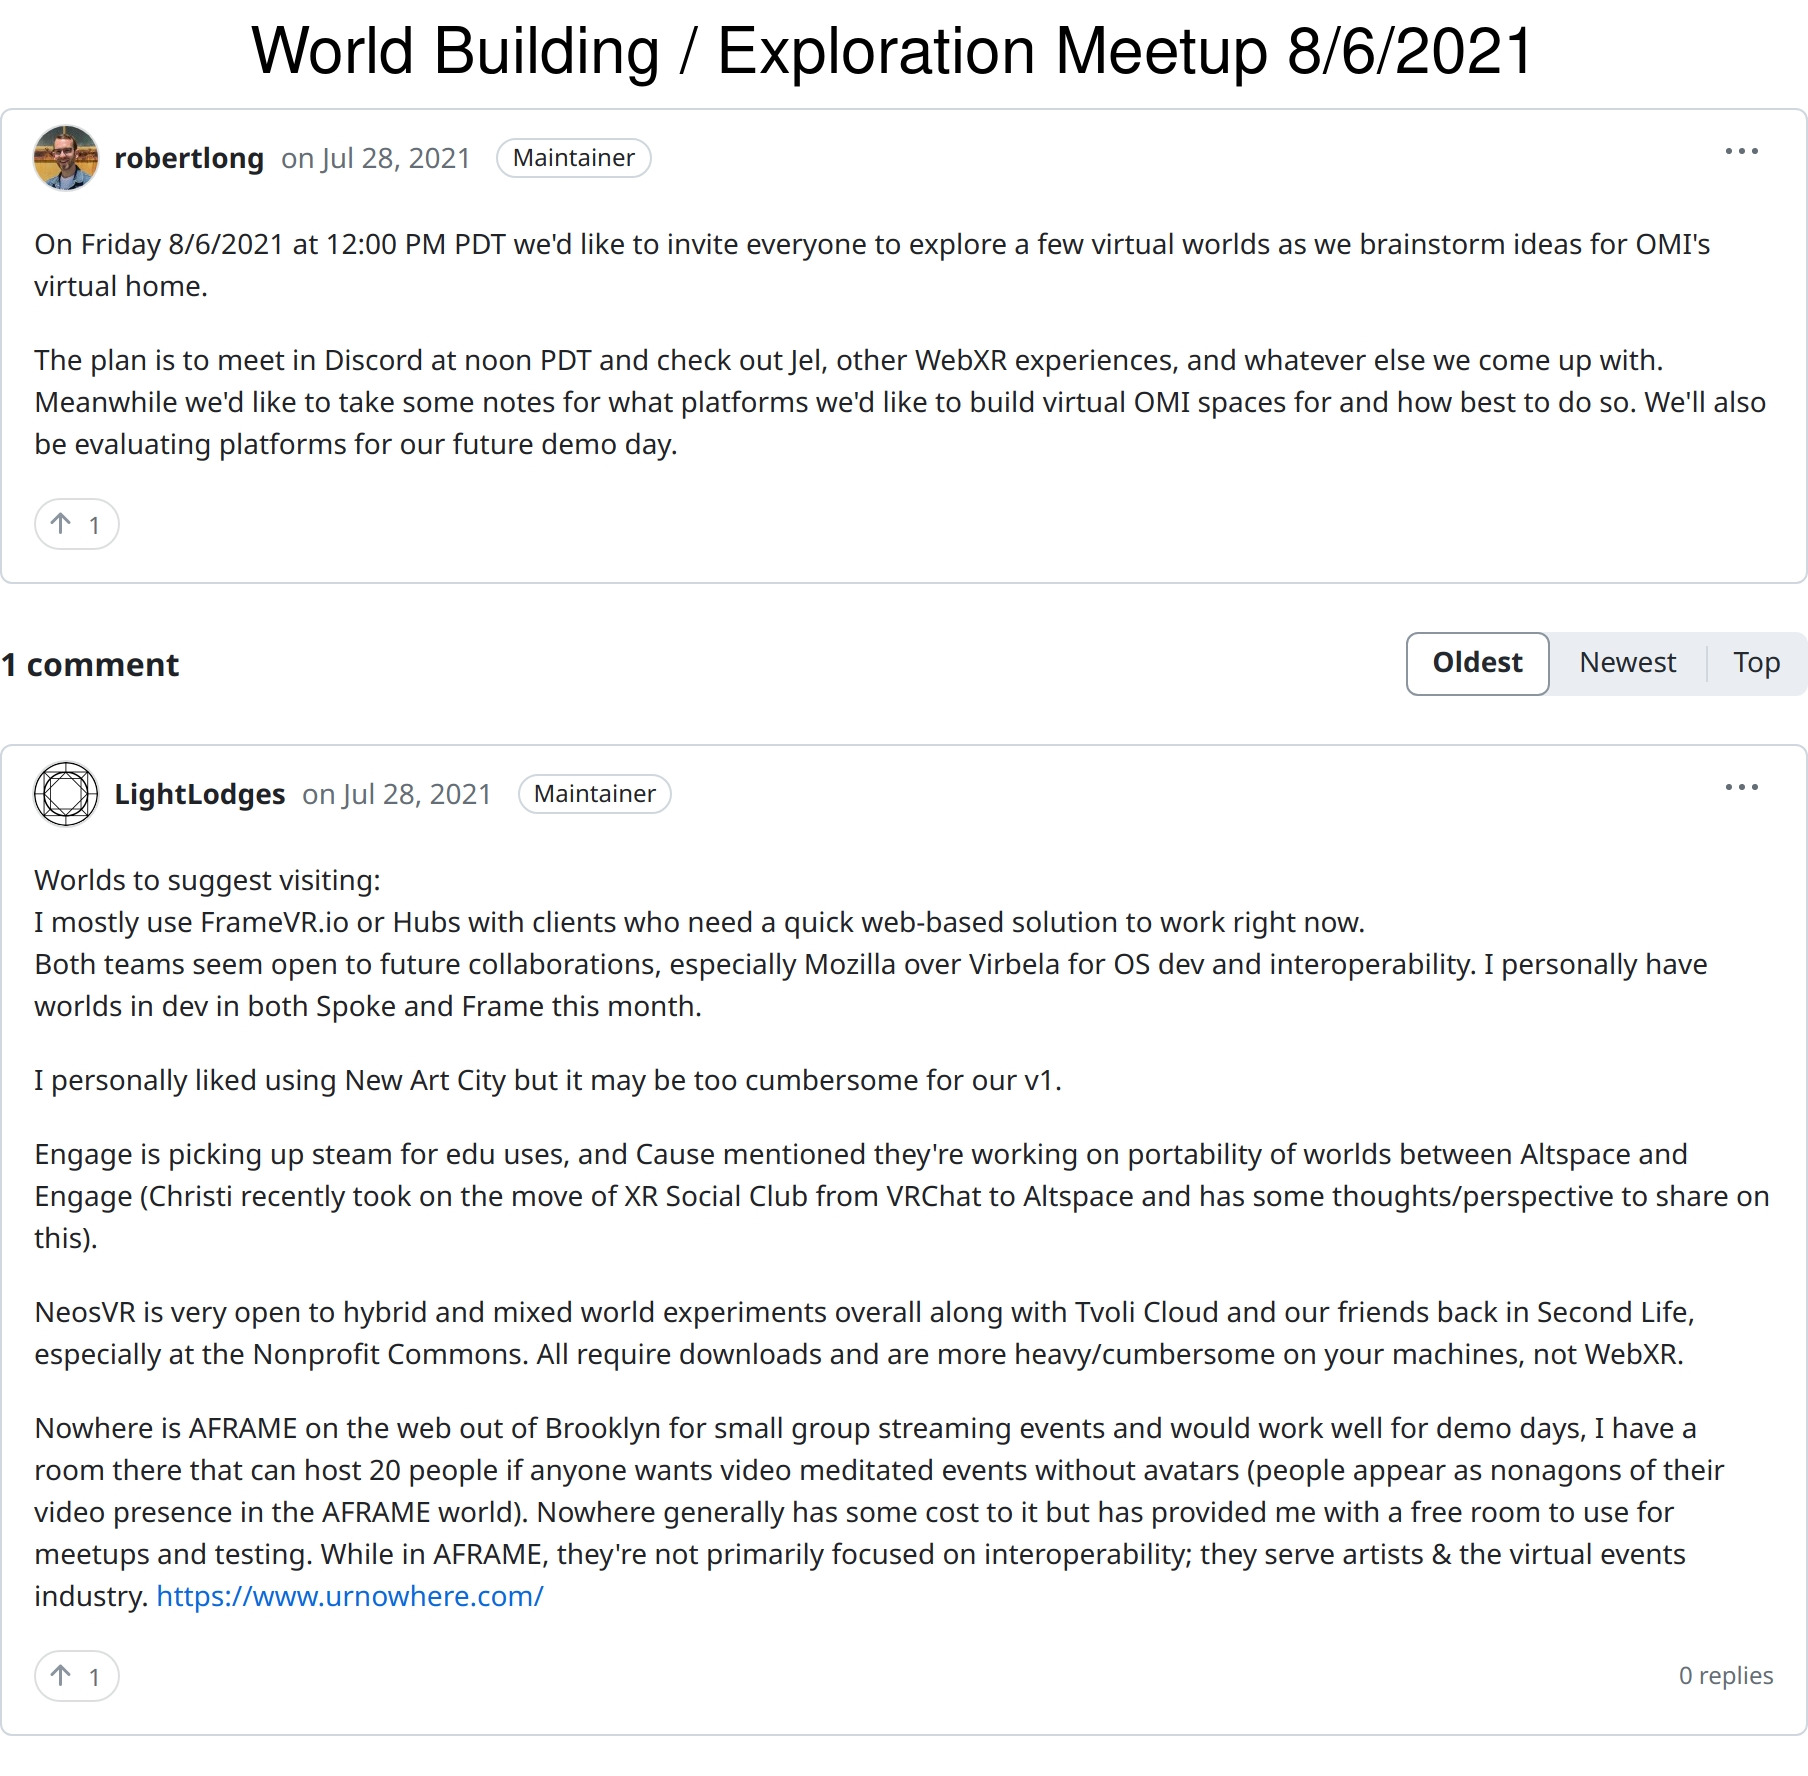 World Building / Exploration Meetup 8/6/2021
robertlong on Jul 28, 2021 Maintainer
On Friday 8/6/2021 at 12:00 PM PDT we'd like to invite everyone to explore a few virtual worlds as we brainstorm ideas for OMI's
virtual home.
The plan is to meet in Discord at noon PDT and check out Jel, other WebXR experiences, and whatever else we come up with.
Meanwhile we'd like to take some notes for what platforms we'd like to build virtual OMI spaces for and how best to do so. We'll also
be evaluating platforms for our future demo day.
1
1 comment
Oldest Newest Top
LightLodges on Jul 28, 2021 Maintainer
Worlds to suggest visiting:
I mostly use FrameVR.io or Hubs with clients who need a quick web-based solution to work right now.
Both teams seem open to future collaborations, especially Mozilla over Virbela for OS dev and interoperability. I personally have
worlds in dev in both Spoke and Frame this month.
I personally liked using New Art City but it may be too cumbersome for our v1.
Engage is picking up steam for edu uses, and Cause mentioned they're working on portability of worlds between Altspace and
Engage (Christi recently took on the move of XR Social Club from VRChat to Altspace and has some thoughts/perspective to share on
this).
NeosVR is very open to hybrid and mixed world experiments overall along with Tvoli Cloud and our friends back in Second Life,
especially at the Nonprofit Commons. All require downloads and are more heavy/cumbersome on your machines, not WebXR.
Nowhere is AFRAME on the web out of Brooklyn for small group streaming events and would work well for demo days, I have a
room there that can host 20 people if anyone wants video meditated events without avatars (people appear as nonagons of their
video presence in the AFRAME world). Nowhere generally has some cost to it but has provided me with a free room to use for
meetups and testing. While in AFRAME, they're not primarily focused on interoperability; they serve artists & the virtual events
industry. https://www.urnowhere.com/
1
0 replies